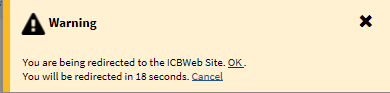 Warning
You are being redirected to the ICBWeb Site. OK .
You will be redirected in 18 seconds. Cancel